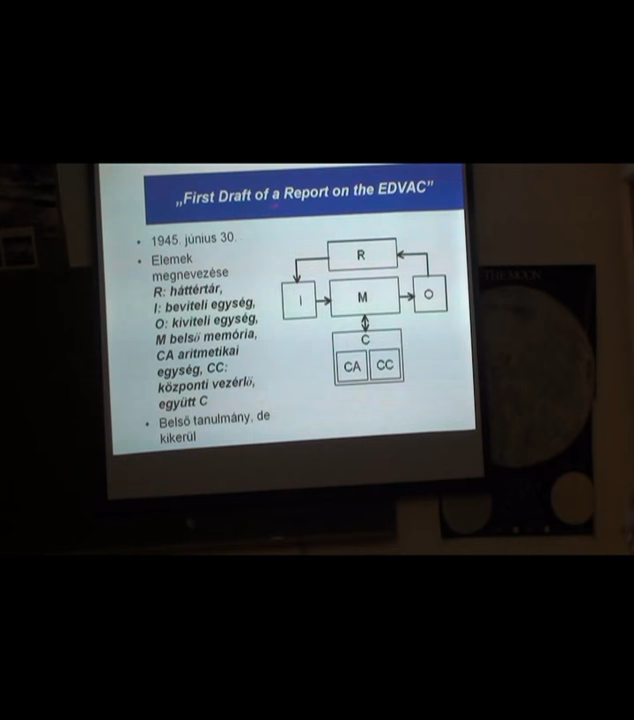 „First Draft of a Report on the EDVAC”
• 1945. június 30.
• Elemek
megnevezése
R: háttértár,
I: beviteli egység,
O: kiviteli egység,
M belső memória,
CA aritmetikai
egység, CC:
központi vezérlő,
együtt C
• Belső tanulmány, de
kikerül
R
I
M
O
C
CA
CC
THE MOON